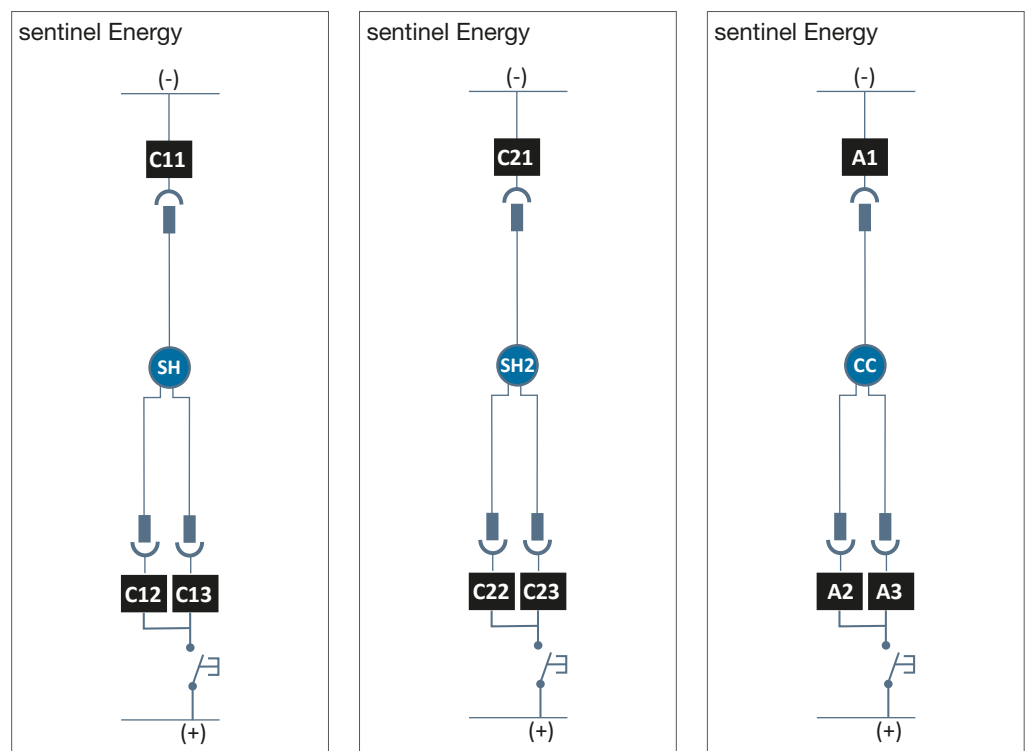 sentinel Energy
(-)
C11
SH
C12 C13
(+)
sentinel Energy
(-)
C21
SH2
C22 C23
(+)
sentinel Energy
(-)
A1
CC
A2 A3
(+)